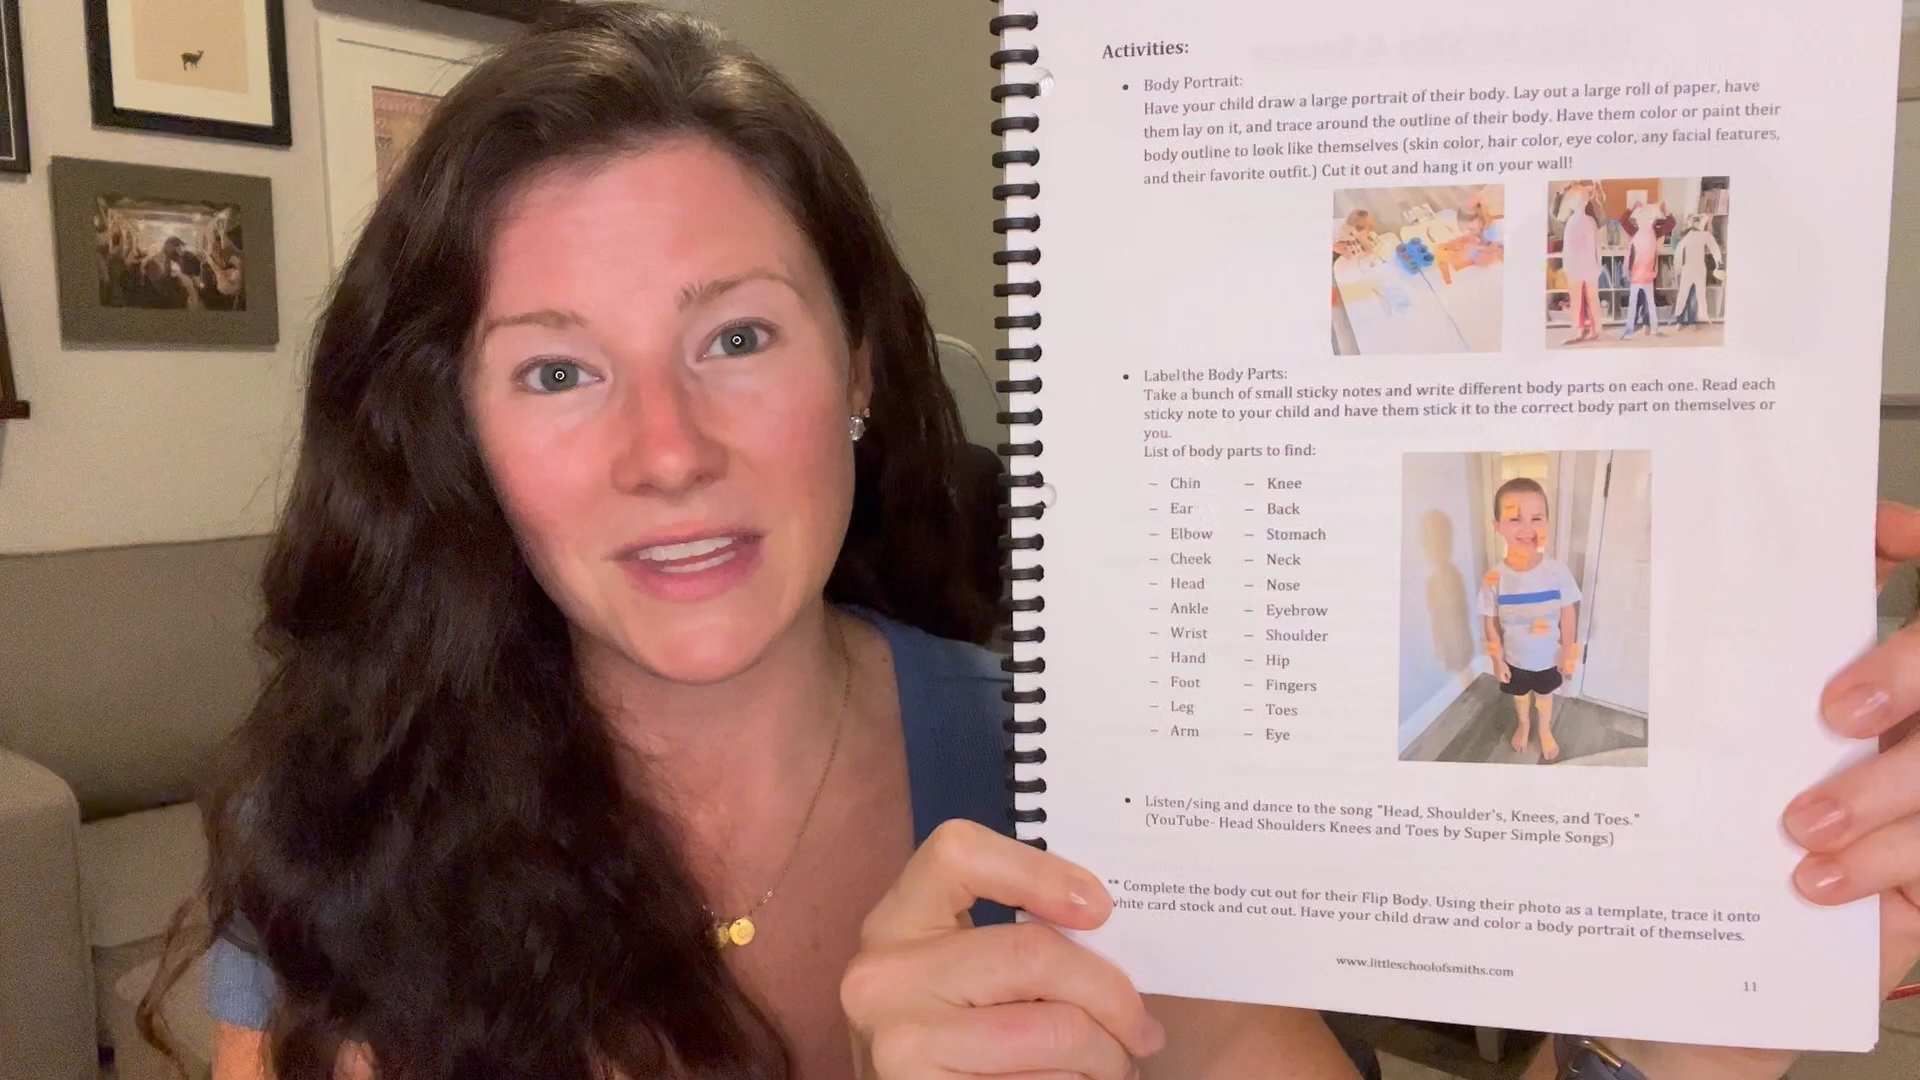 Activities:
• Body Portrait:
Have your child draw a large portrait of their body. Lay out a large roll of paper, have
them lay on it, and trace around the outline of their body. Have them color or paint their
body outline to look like themselves (skin color, hair color, eye color, any facial features,
and their favorite outfit.) Cut it out and hang it on your wall!
• Label the Body Parts:
Take a bunch of small sticky notes and write different body parts on each one. Read each
sticky note to your child and have them stick it to the correct body part on themselves or
you.
List of body parts to find:
– Chin – Knee
– Ear – Back
– Elbow – Stomach
– Cheek – Neck
– Head – Nose
– Ankle – Eyebrow
– Wrist – Shoulder
– Hand – Hip
– Foot – Fingers
– Leg – Toes
– Arm – Eye
• Listen/sing and dance to the song "Head, Shoulder's, Knees, and Toes."
(YouTube- Head Shoulders Knees and Toes by Super Simple Songs)
** Complete the body cut out for their Flip Body. Using their photo as a template, trace it onto
white card stock and cut out. Have your child draw and color a body portrait of themselves.
www.littleschoolofsmiths.com
11